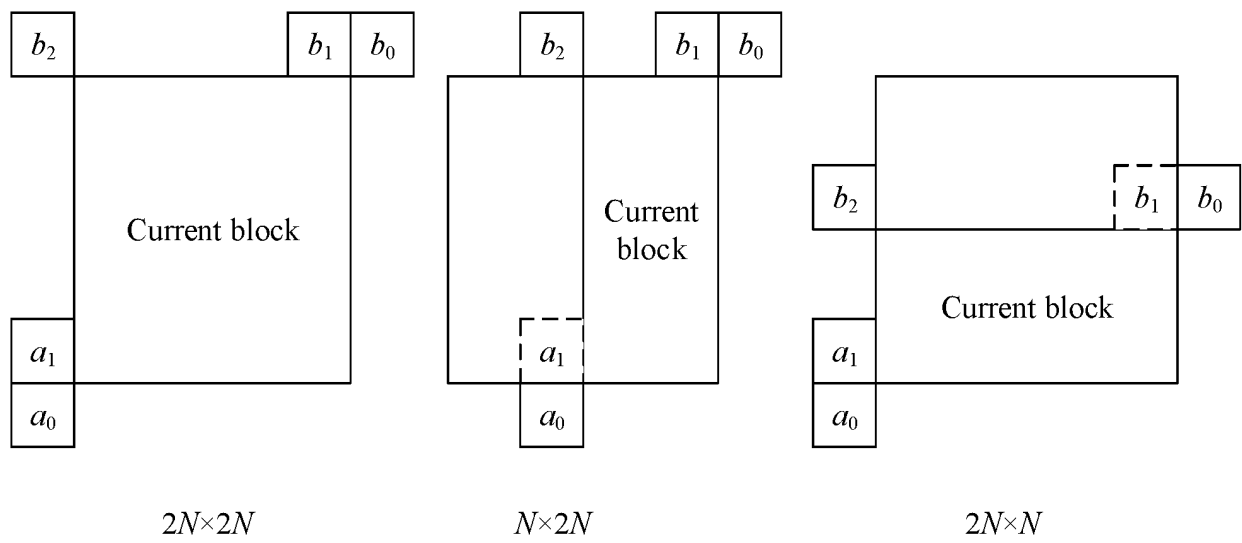 b₂ b₁ b₀
Current block
a₁
a₀
2N×2N
b₂ b₁ b₀
Current
block
a₁
a₀
N×2N
b₂ b₁ b₀
Current block
a₁
a₀
2N×N